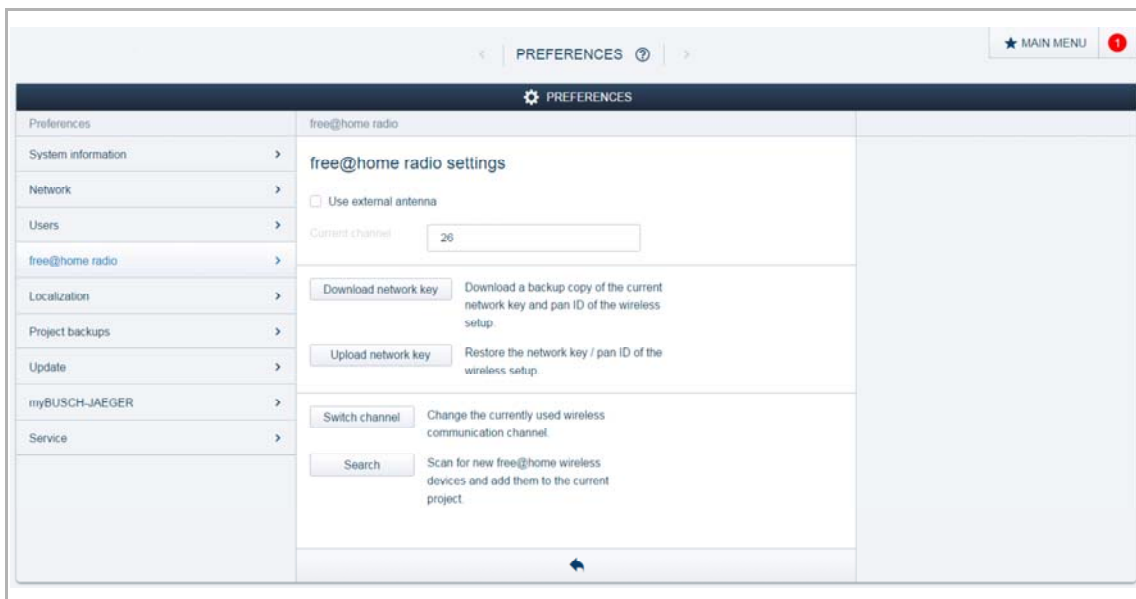 PREFERENCES
MAIN MENU
1
PREFERENCES
Preferences
System information
Network
Users
free@home radio
Localization
Project backups
Update
myBUSCH-JAEGER
Service
free@home radio
free@home radio settings
Use external antenna
Current channel
26
Download network key
Download a backup copy of the current
network key and pan ID of the wireless
setup.
Upload network key
Restore the network key / pan ID of the
wireless setup.
Switch channel
Change the currently used wireless
communication channel.
Search
Scan for new free@home wireless
devices and add them to the current
project.